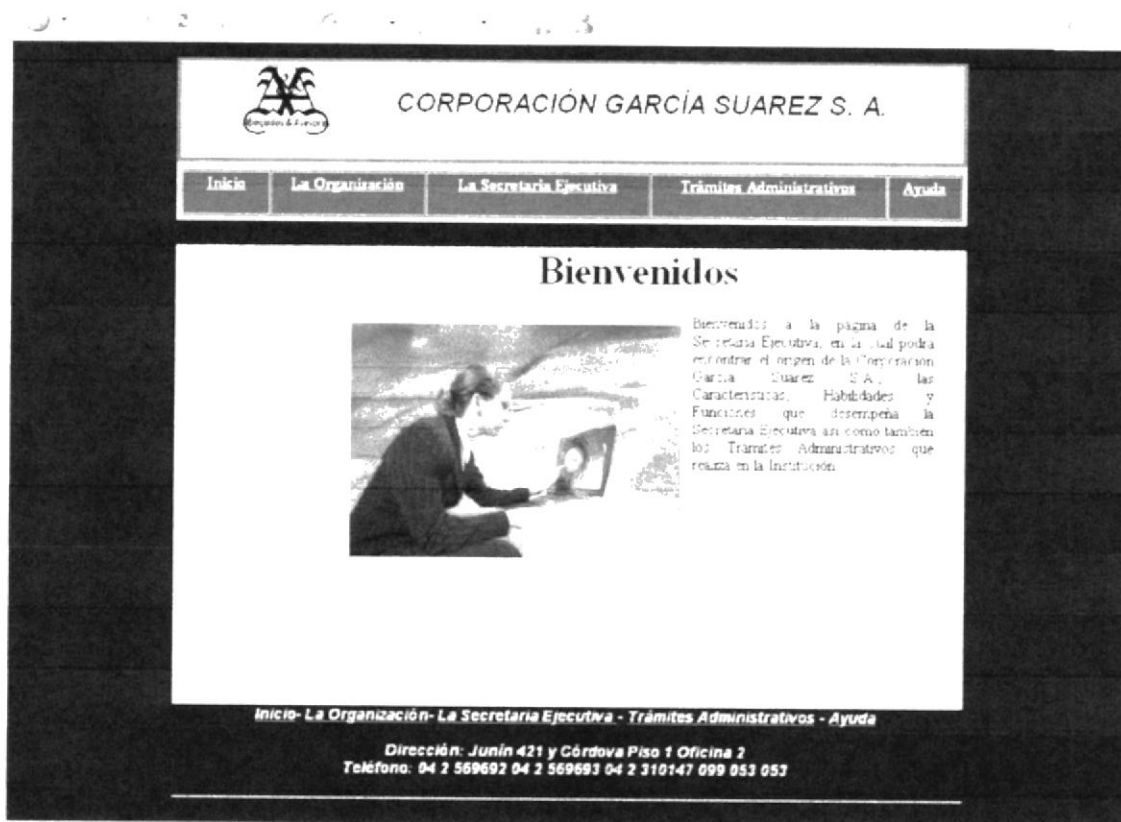 CORPORACIÓN GARCÍA SUAREZ S. A.
Inicio La Organización La Secretaria Ejecutiva Trámites Administrativos Ayuda
Bienvenidos
Bienvenidos a la página de la
Secretaria Ejecutiva, en la cual podrá
encontrar el origen de la Corporación
García Suarez S.A., las
Características, Habilidades y
Funciones que desempeña la
Secretaria Ejecutiva asi como también
los Trámites Administrativos que
realiza en la Institución
Inicio- La Organización- La Secretaria Ejecutiva - Trámites Administrativos - Ayuda
Dirección: Junín 421 y Córdova Piso 1 Oficina 2
Teléfono: 04 2 569692 04 2 569693 04 2 310147 099 053 053